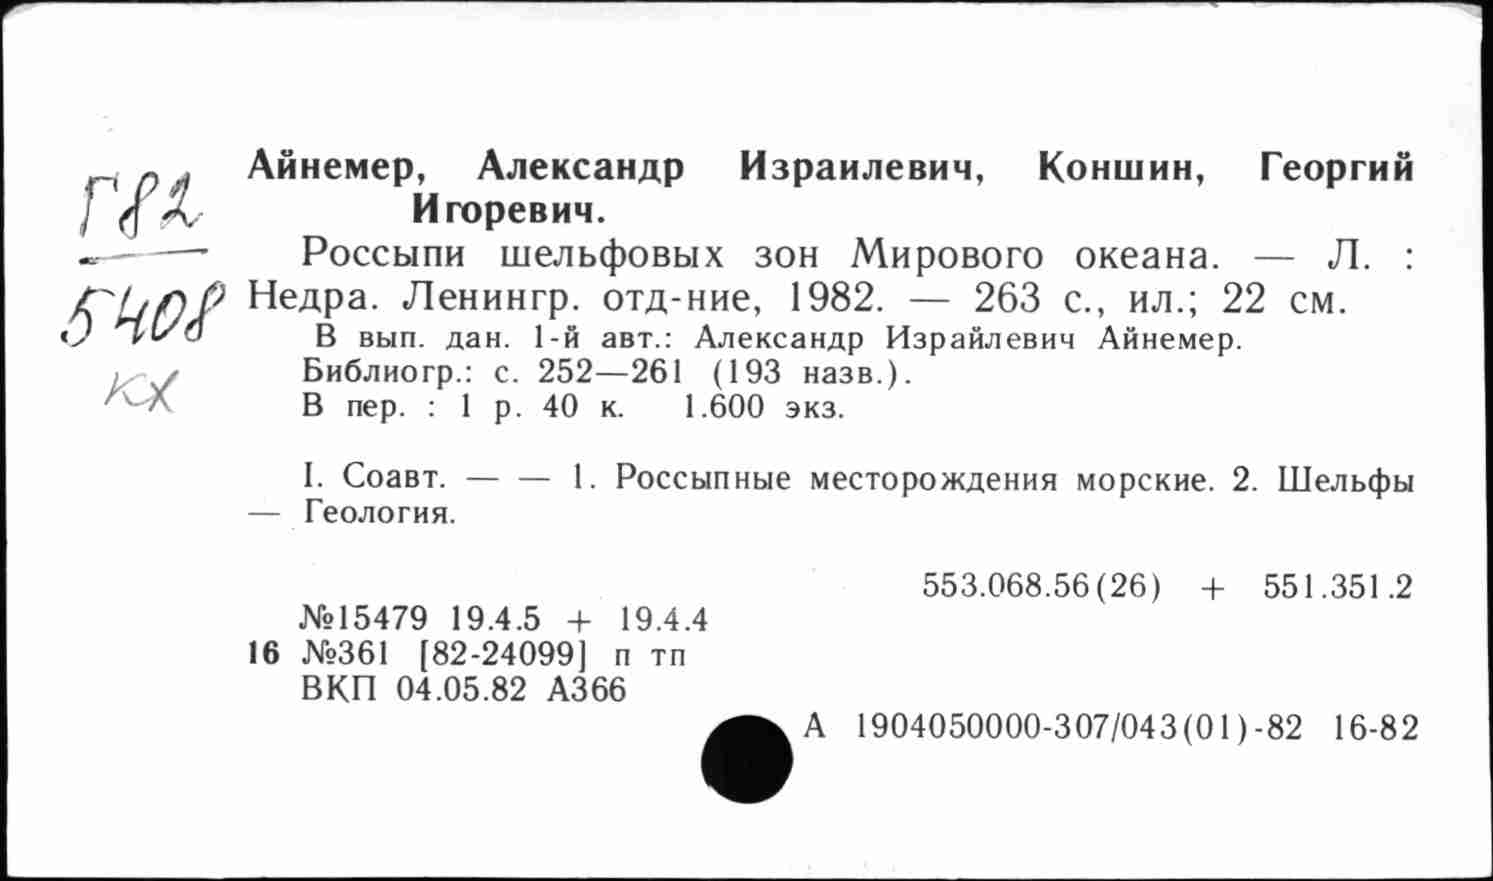 Г82
5408
кх
Айнемер, Александр Израилевич, Коншин, Георгий
Игоревич.
Россыпи шельфовых зон Мирового океана. — Л. :
Недра. Ленингр. отд-ние, 1982. — 263 с., ил.; 22 см.
В вып. дан. 1-й авт.: Александр Израйлевич Айнемер.
Библиогр.: с. 252—261 (193 назв.).
В пер. : 1 р. 40 к. 1.600 экз.
I. Соавт. — — 1. Россыпные месторождения морские. 2. Шельфы
— Геология.
553.068.56(26) + 551.351.2
№15479 19.4.5 + 19.4.4
16 №361 [82-24099] п тп
ВКП 04.05.82 А366
А 1904050000-307/043(01)-82 16-82